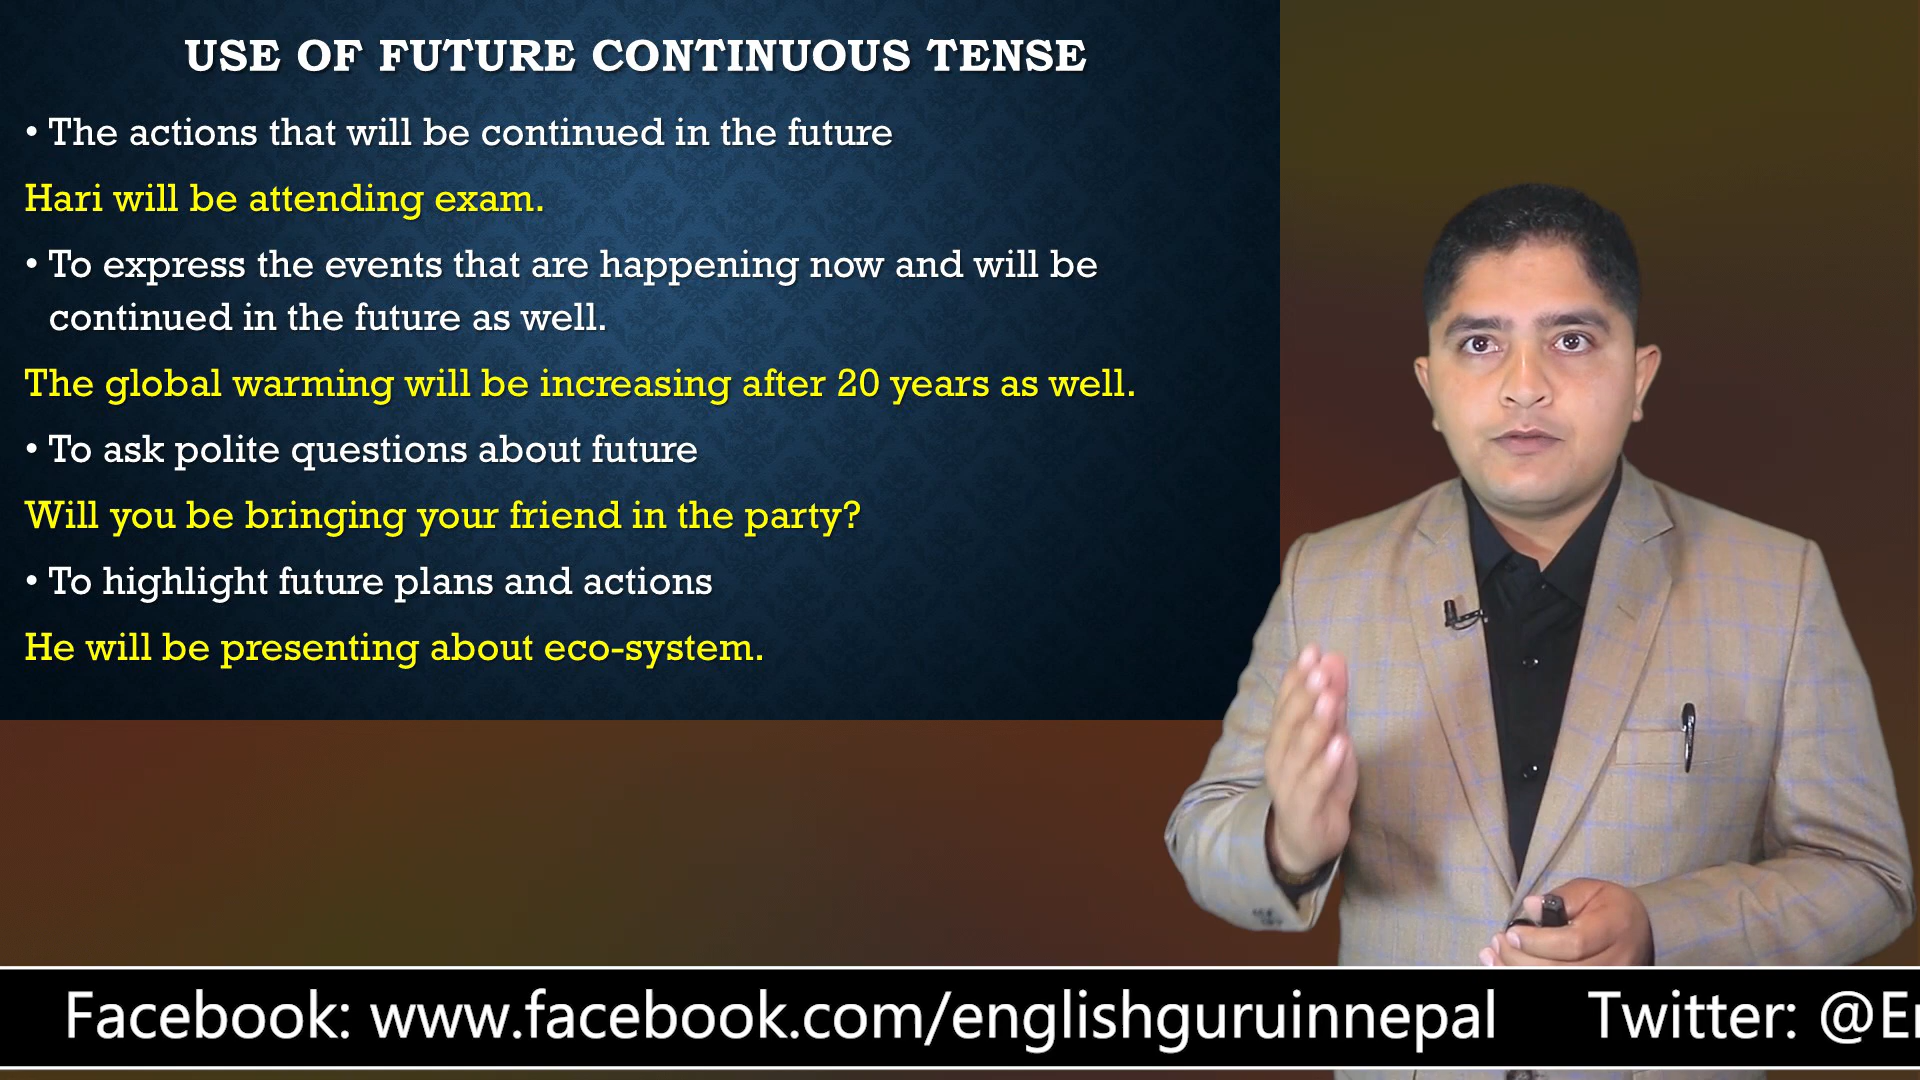 USE OF FUTURE CONTINUOUS TENSE
• The actions that will be continued in the future
Hari will be attending exam.
• To express the events that are happening now and will be
continued in the future as well.
The global warming will be increasing after 20 years as well.
• To ask polite questions about future
Will you be bringing your friend in the party?
• To highlight future plans and actions
He will be presenting about eco-system.
Facebook: www.facebook.com/englishguruinnepal Twitter: